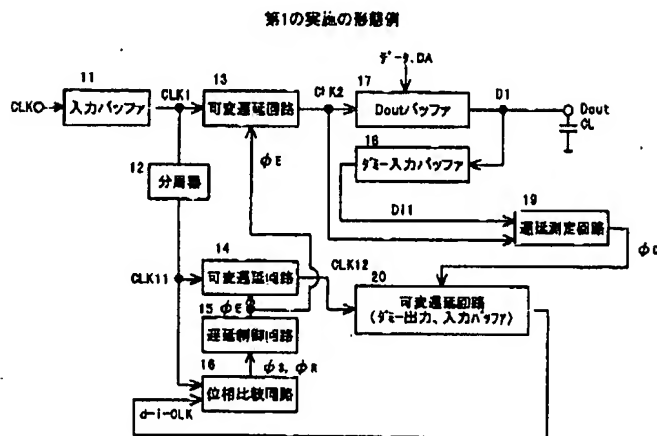 第1の実施の形態例
データ.DA
11
CLK1
13
CLK2
17
D1
CLK
入力バッファ
可変遅延回路
Doutバッファ
Dout
CL
18
φE
ダミー入力バッファ
12
分周器
19
DI1
遅延測定回路
14
CLK12
φD
CLK11
可変遅延回路
20
可変遅延回路
(ダミー出力、入力バッファ)
15
φE
遅延制御回路
16
φS, φR
位相比較回路
d-i-CLK